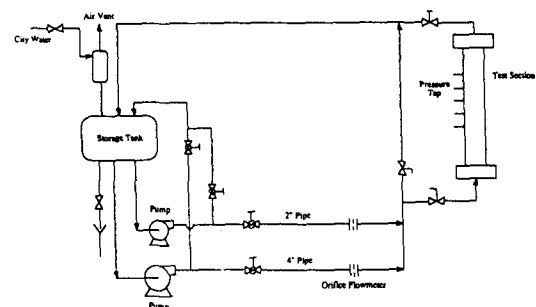 Air Vent
City Water
Test Section
Pressure
Tap
Storage Tank
Pump
2" Pipe
4" Pipe
Orifice Flowmeter
Pump